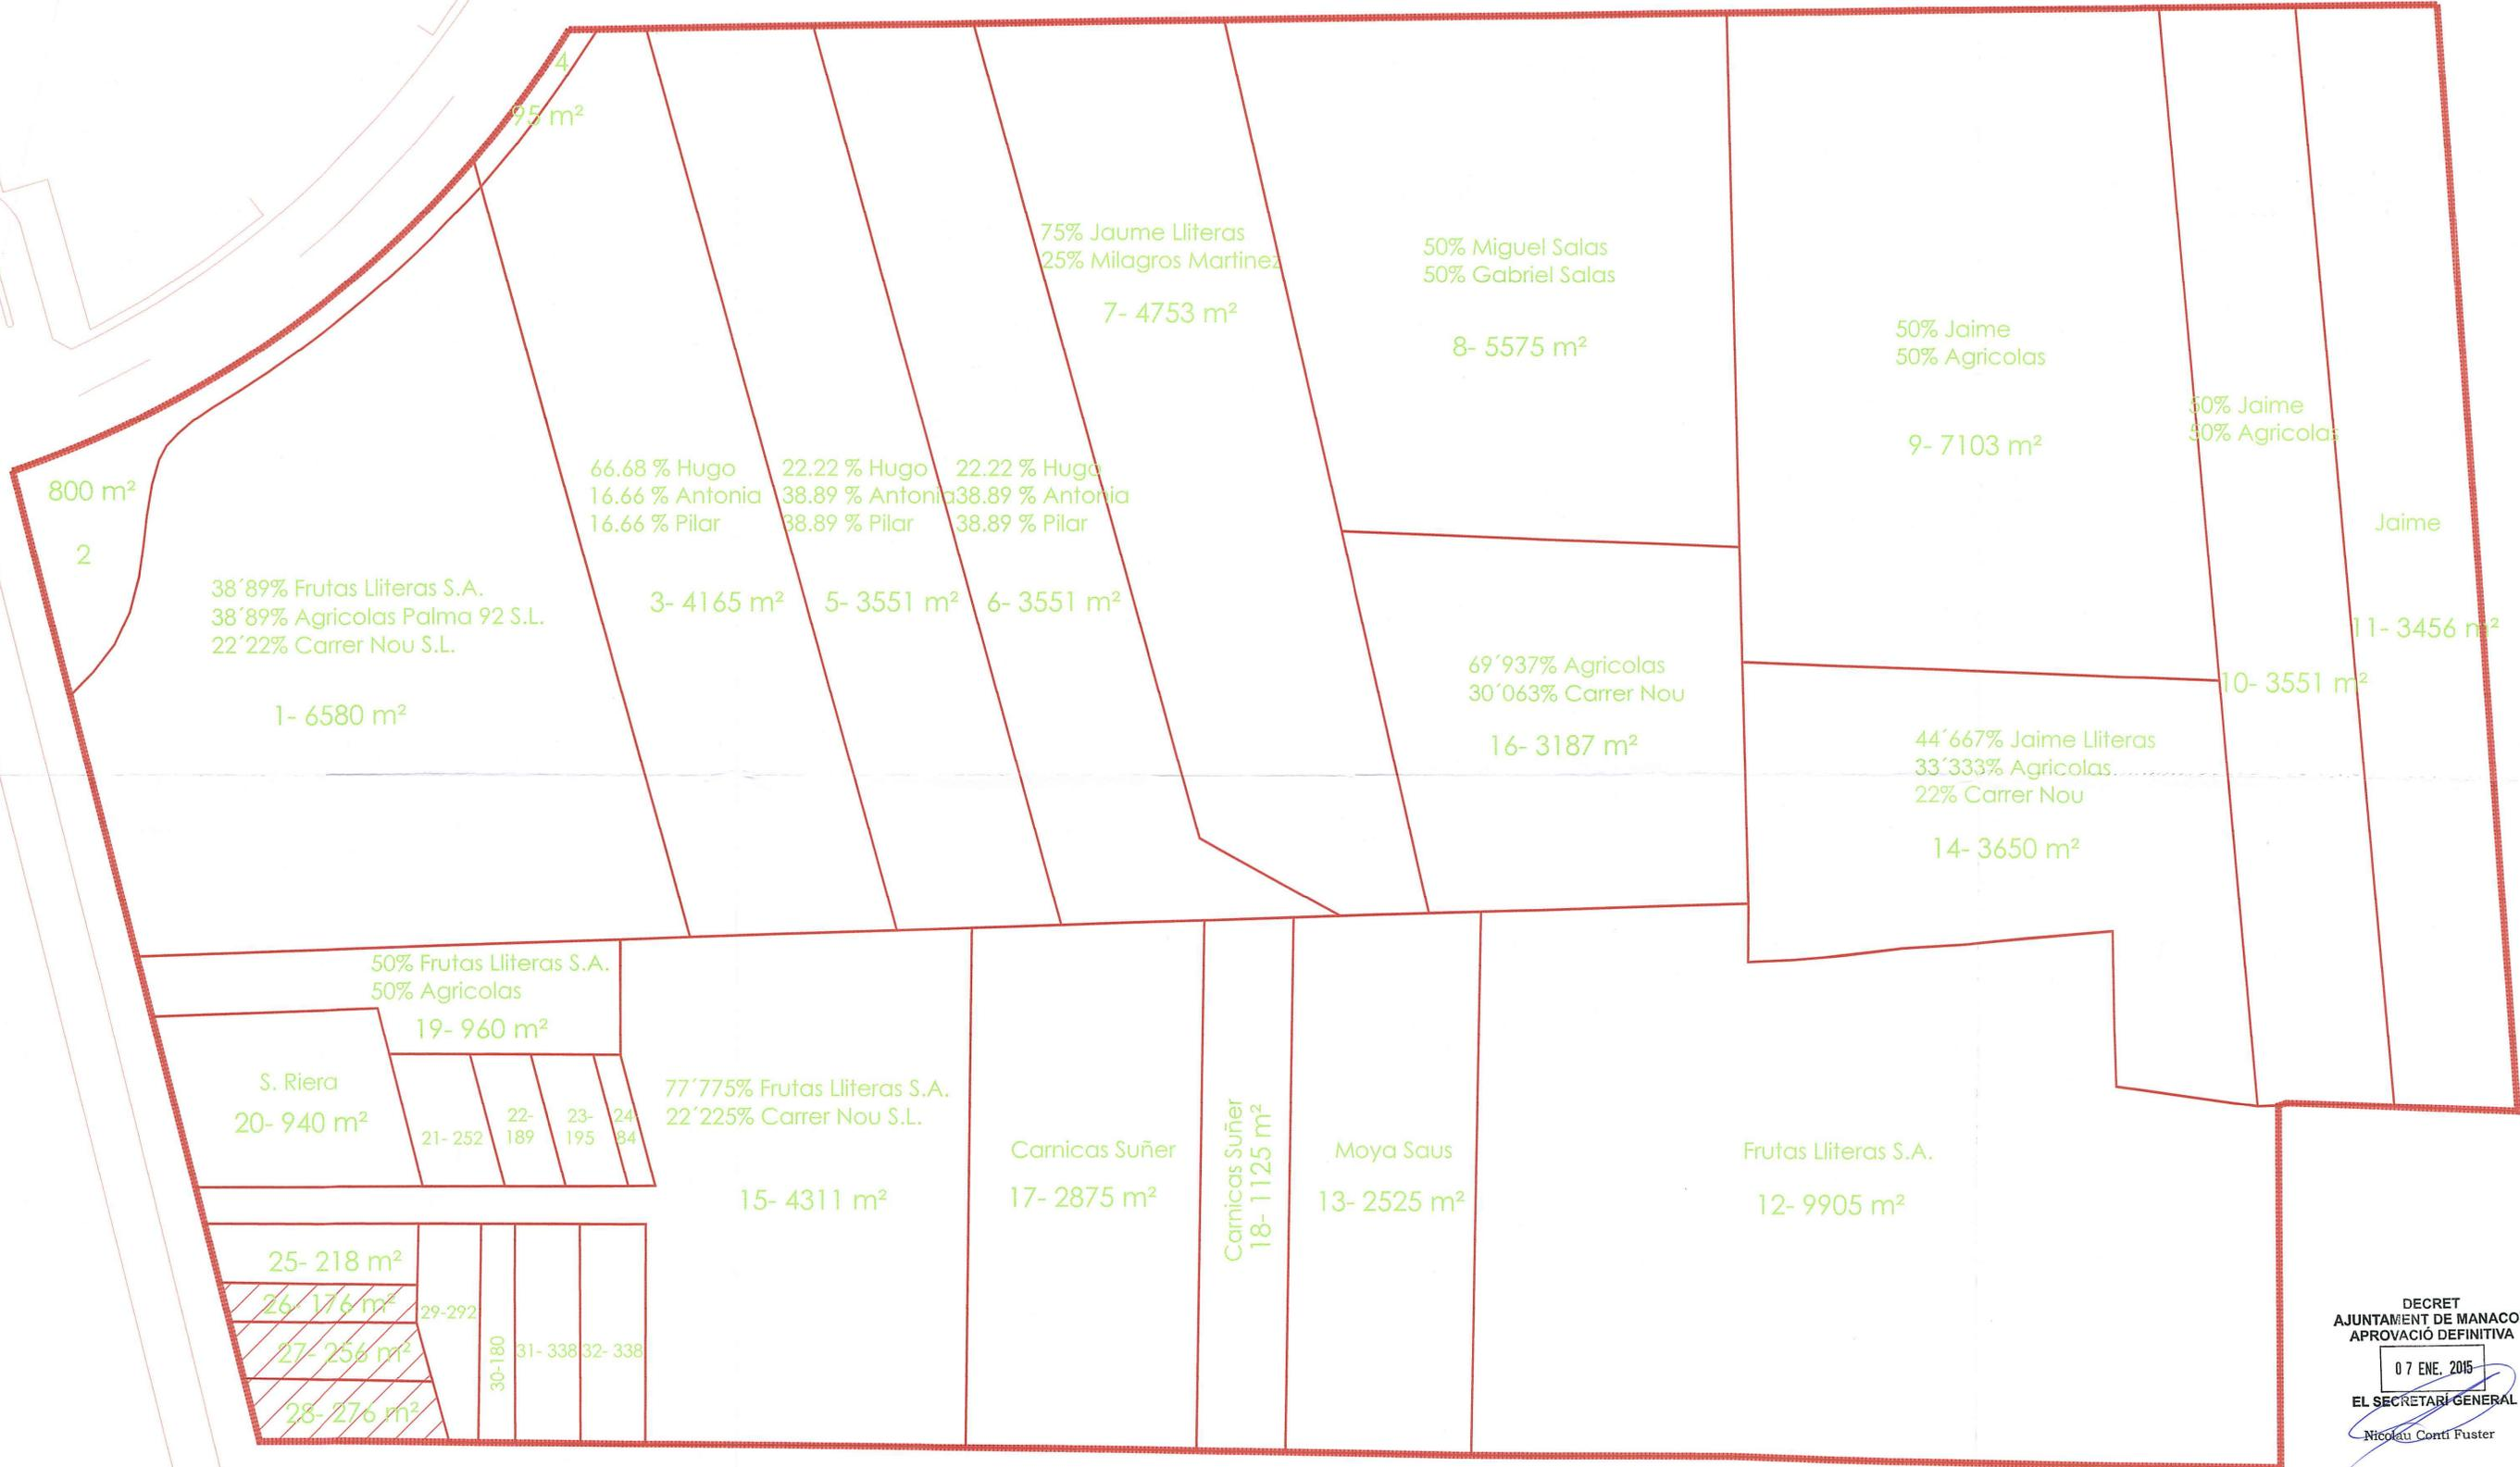 4
95 m²
800 m²
2
38´89% Frutas Lliteras S.A.
38´89% Agricolas Palma 92 S.L.
22´22% Carrer Nou S.L.
1- 6580 m²
66.68 % Hugo
16.66 % Antonia
16.66 % Pilar
3- 4165 m²
22.22 % Hugo
38.89 % Antonia
38.89 % Pilar
5- 3551 m²
22.22 % Hugo
38.89 % Antonia
38.89 % Pilar
6- 3551 m²
75% Jaume Lliteras
25% Milagros Martinez
7- 4753 m²
50% Miguel Salas
50% Gabriel Salas
8- 5575 m²
50% Jaime
50% Agricolas
9- 7103 m²
50% Jaime
50% Agricolas
10- 3551 m²
Jaime
11- 3456 m²
69´937% Agricolas
30´063% Carrer Nou
16- 3187 m²
44´667% Jaime Lliteras
33´333% Agricolas
22% Carrer Nou
14- 3650 m²
50% Frutas Lliteras S.A.
50% Agricolas
19- 960 m²
S. Riera
20- 940 m²
21- 252
22-
189
23-
195
24-
84
77´775% Frutas Lliteras S.A.
22´225% Carrer Nou S.L.
15- 4311 m²
Carnicas Suñer
17- 2875 m²
Carnicas Suñer
18- 1125 m²
Moya Saus
13- 2525 m²
Frutas Lliteras S.A.
12- 9905 m²
25- 218 m²
26- 176 m²
27- 256 m²
28- 276 m²
29-292
30-180
31- 338
32- 338
DECRET
AJUNTAMENT DE MANACO
APROVACIÓ DEFINITIVA
07 ENE. 2015
EL SECRETARI GENERAL
Nicolau Conti Fuster